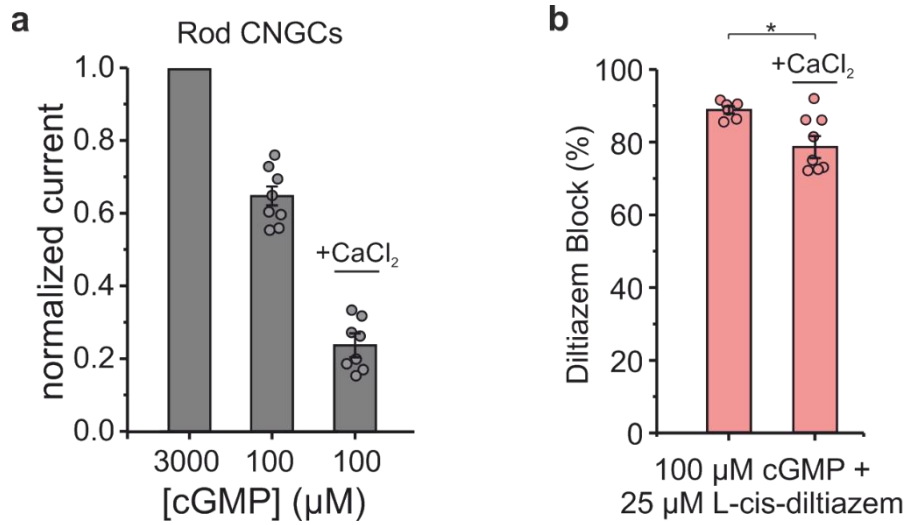 a
Rod CNGCs
normalized current
1.0
0.8
0.6
0.4
0.2
0.0
+CaCl₂
3000 100 100
[cGMP] (µM)
b
*
+CaCl₂
Diltiazem Block (%)
100
80
60
40
20
0
100 µM cGMP +
25 µM L-cis-diltiazem